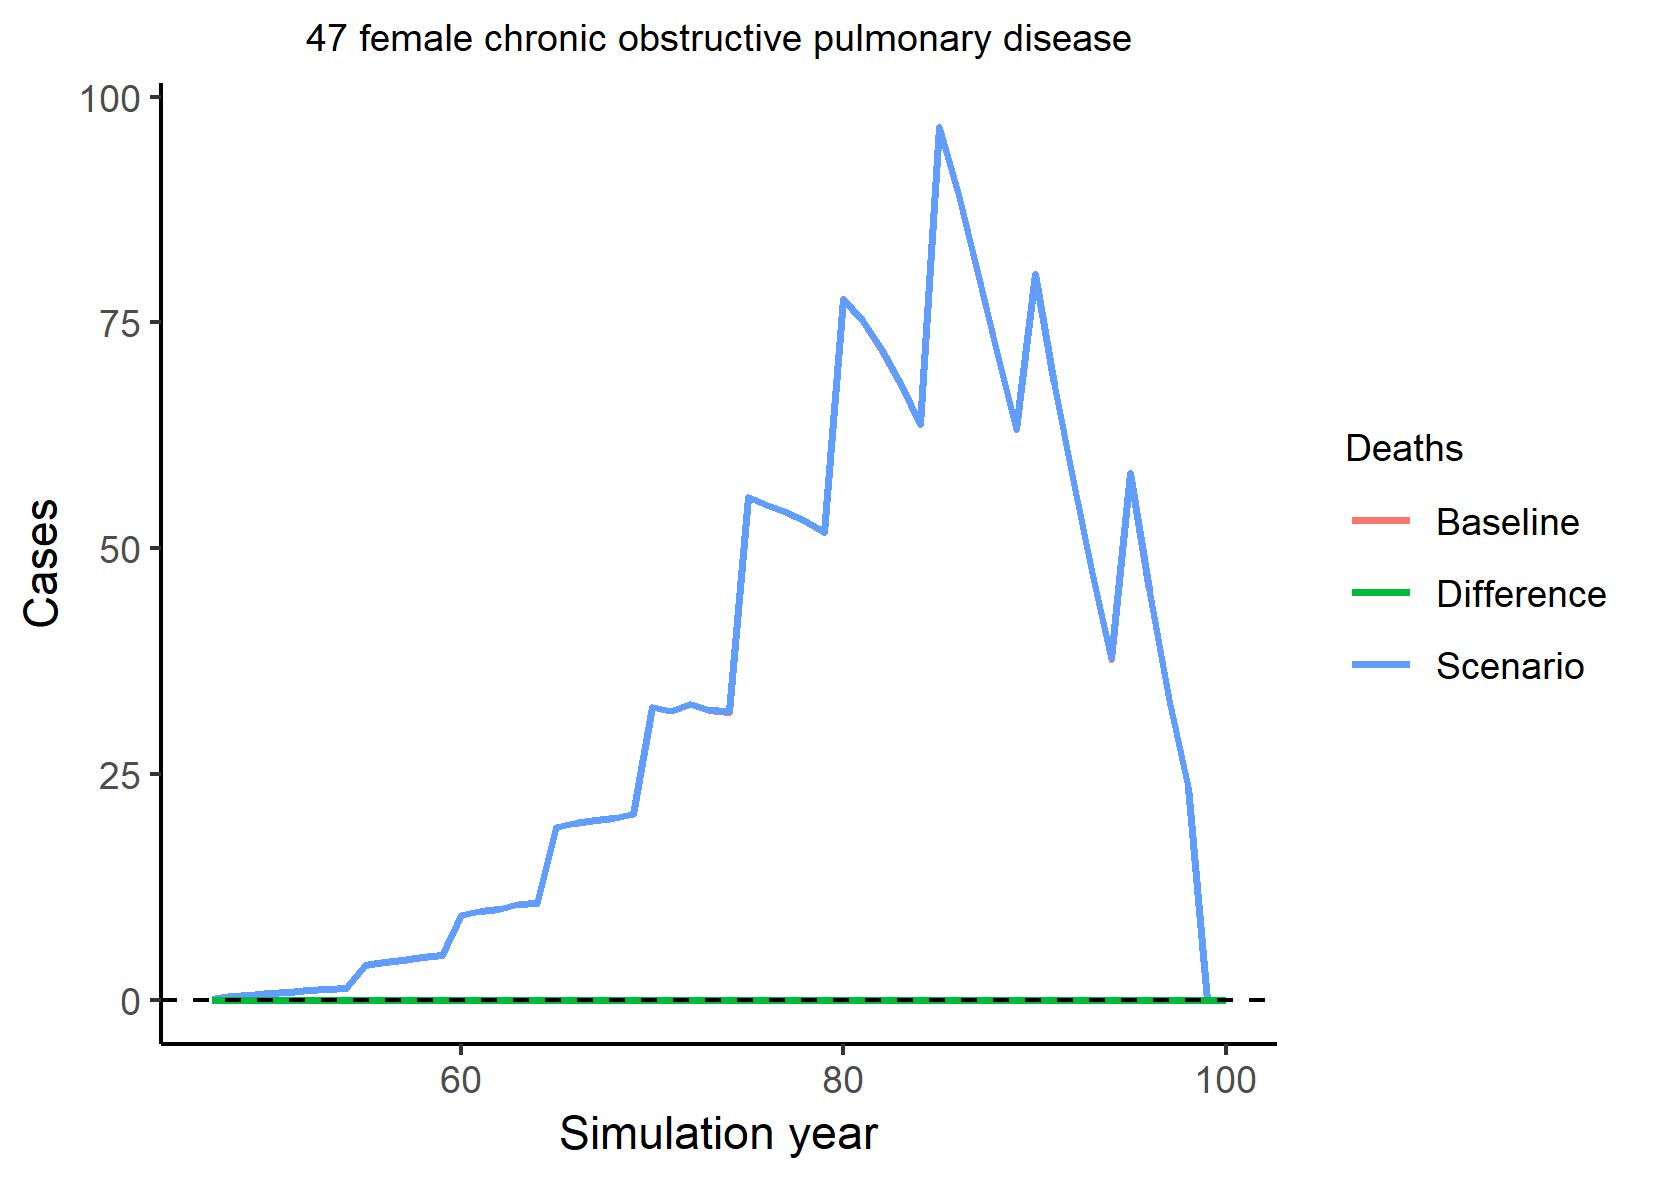 47 female chronic obstructive pulmonary disease
100
75
50
25
0
Cases
60
80
100
Simulation year
Deaths
Baseline
Difference
Scenario